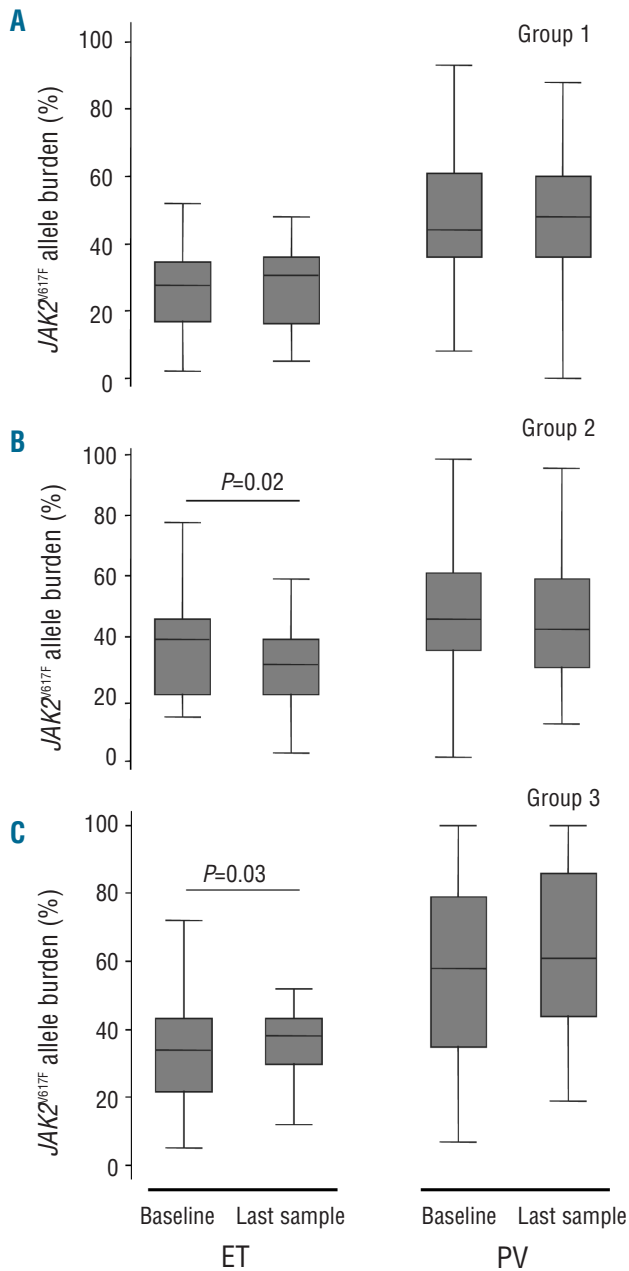 A
Group 1
JAK2V617F allele burden (%)
100
80
60
40
20
0
B
Group 2
P=0.02
JAK2V617F allele burden (%)
100
80
60
40
20
0
C
Group 3
P=0.03
JAK2V617F allele burden (%)
100
80
60
40
20
0
Baseline Last sample Baseline Last sample
ET PV